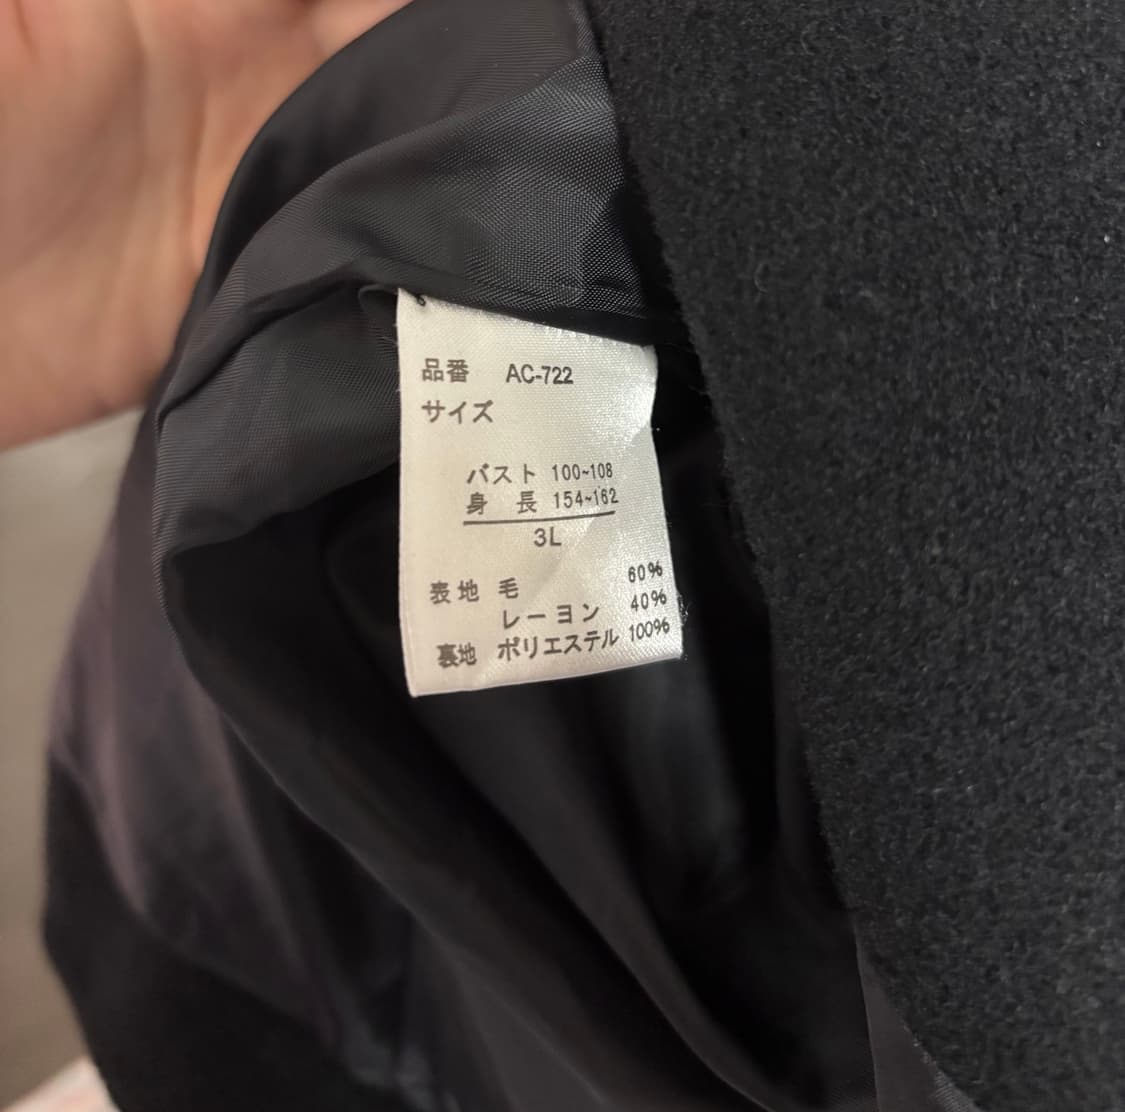 品番 AC-722
サイズ
バスト 100~108
身長 154~162
3L
表地 毛 60%
レーヨン 40%
裏地 ポリエステル 100%